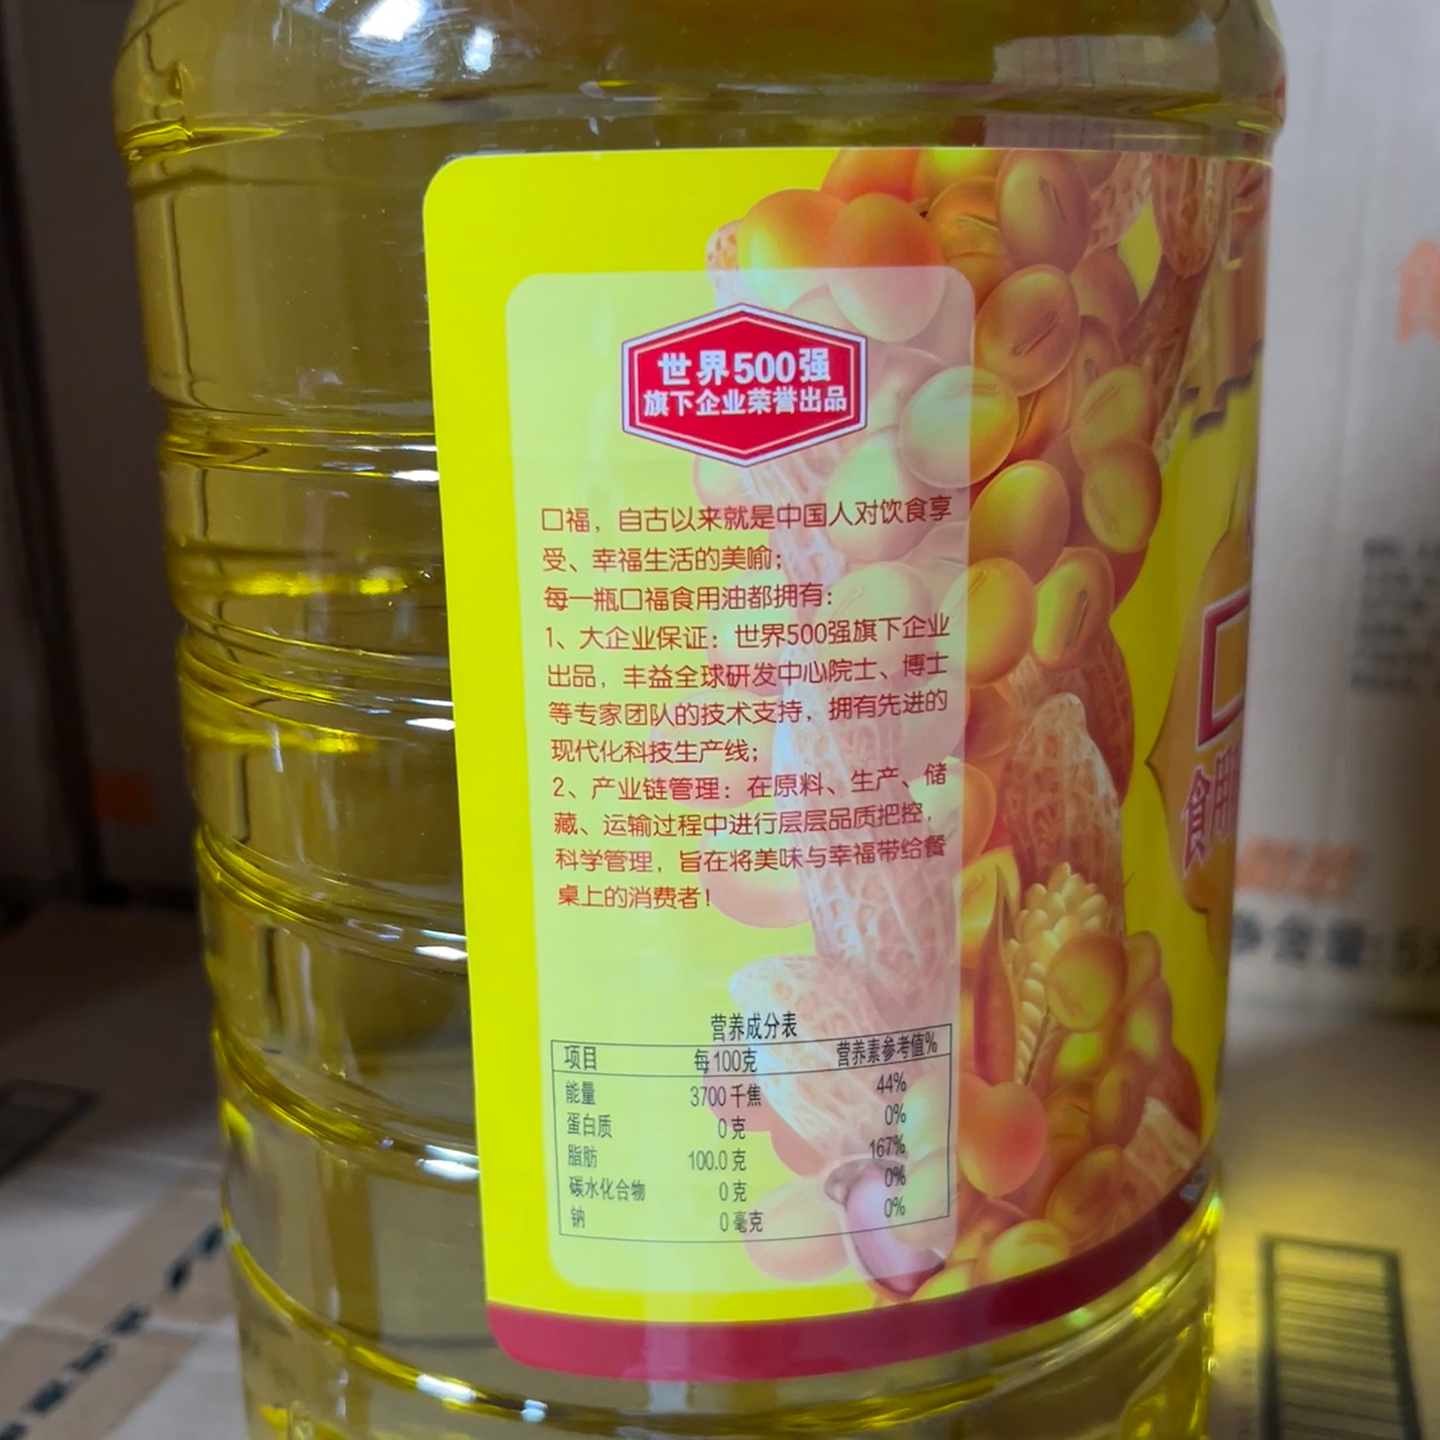 世界500强
旗下企业荣誉出品
口福，自古以来就是中国人对饮食享
受、幸福生活的美喻；
每一瓶口福食用油都拥有：
1、大企业保证：世界500强旗下企业
出品，丰益全球研发中心院士、博士
等专家团队的技术支持，拥有先进的
现代化科技生产线；
2、产业链管理：在原料、生产、储
藏、运输过程中进行层层品质把控，
科学管理，旨在将美味与幸福带给餐
桌上的消费者！
营养成分表
项目 每100克 营养素参考值%
能量 3700千焦 44%
蛋白质 0克 0%
脂肪 100.0克 167%
碳水化合物 0克 0%
钠 0毫克 0%
食用